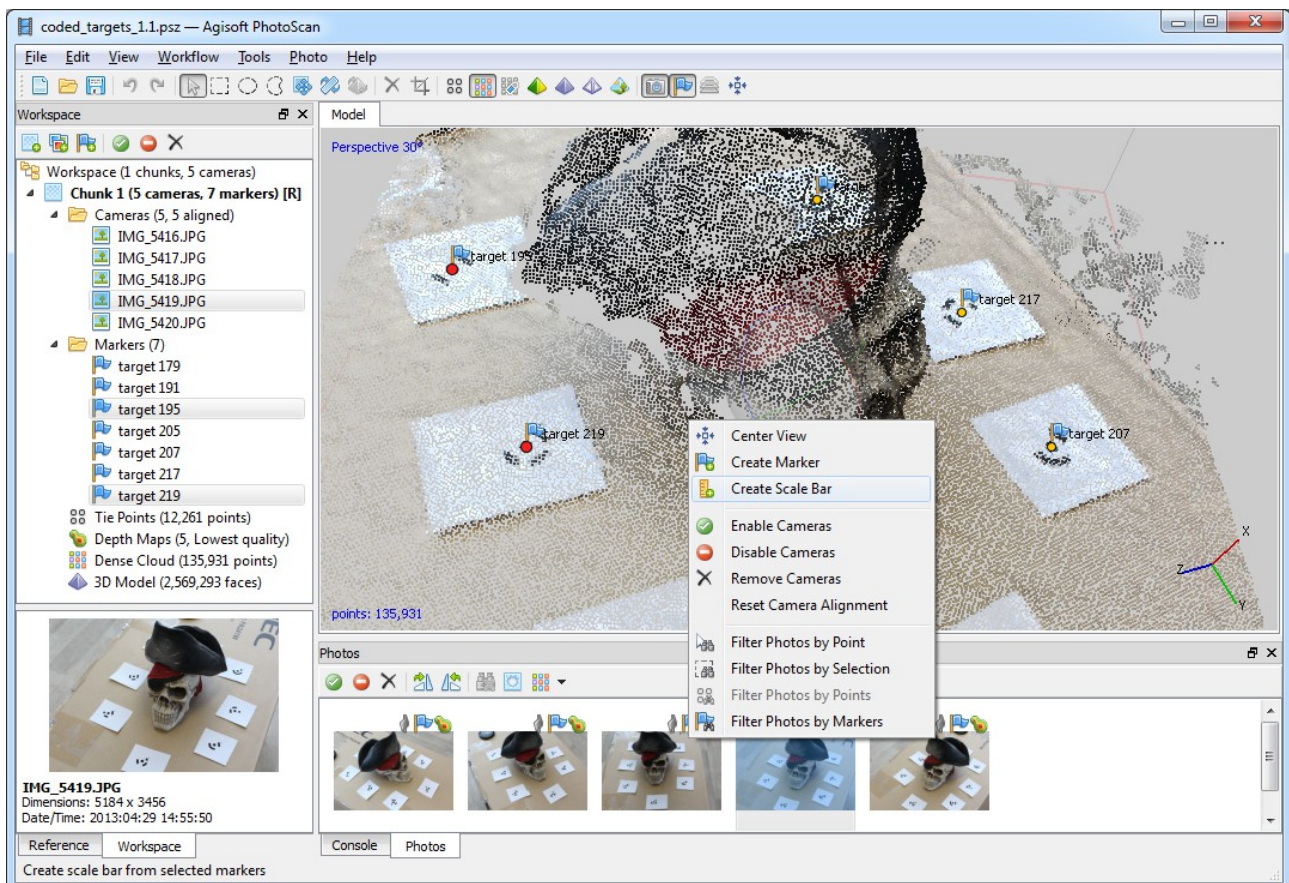 coded_targets_1.1.psz — Agisoft PhotoScan
File Edit View Workflow Tools Photo Help
Workspace
Workspace (1 chunks, 5 cameras)
Chunk 1 (5 cameras, 7 markers) [R]
Cameras (5, 5 aligned)
IMG_5416.JPG
IMG_5417.JPG
IMG_5418.JPG
IMG_5419.JPG
IMG_5420.JPG
Markers (7)
target 179
target 191
target 195
target 205
target 207
target 217
target 219
Tie Points (12,261 points)
Depth Maps (5, Lowest quality)
Dense Cloud (135,931 points)
3D Model (2,569,293 faces)
IMG_5419.JPG
Dimensions: 5184 x 3456
Date/Time: 2013:04:29 14:55:50
Reference Workspace
Create scale bar from selected markers
Model
Perspective 30°
target 195
target 217
target 219
target 207
X
Z
Y
points: 135,931
Center View
Create Marker
Create Scale Bar
Enable Cameras
Disable Cameras
Remove Cameras
Reset Camera Alignment
Filter Photos by Point
Filter Photos by Selection
Filter Photos by Points
Filter Photos by Markers
Photos
Console Photos